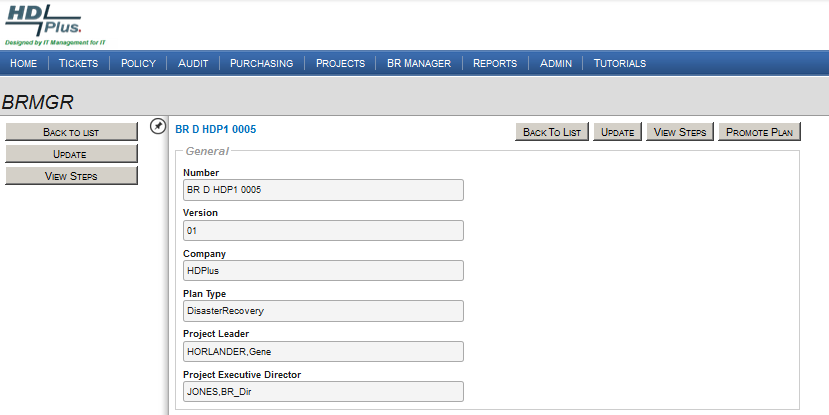 HD
Plus.
Designed by IT Management for IT
HOME TICKETS POLICY AUDIT PURCHASING PROJECTS BR MANAGER REPORTS ADMIN TUTORIALS
BRMGR
BACK TO LIST
UPDATE
VIEW STEPS
BR D HDP1 0005
BACK TO LIST UPDATE VIEW STEPS PROMOTE PLAN
General
Number
BR D HDP1 0005
Version
01
Company
HDPlus
Plan Type
DisasterRecovery
Project Leader
HORLANDER,Gene
Project Executive Director
JONES,BR_Dir